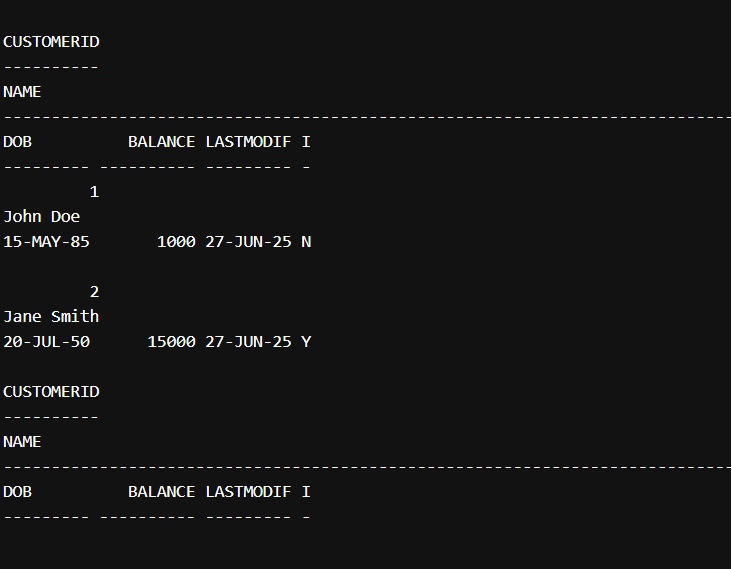 CUSTOMERID
----------
NAME
----------------------------------------------------------------------------
DOB          BALANCE LASTMODIF I
--------- ---------- --------- -
         1
John Doe
15-MAY-85       1000 27-JUN-25 N
         2
Jane Smith
20-JUL-50      15000 27-JUN-25 Y
CUSTOMERID
----------
NAME
----------------------------------------------------------------------------
DOB          BALANCE LASTMODIF I
--------- ---------- --------- -